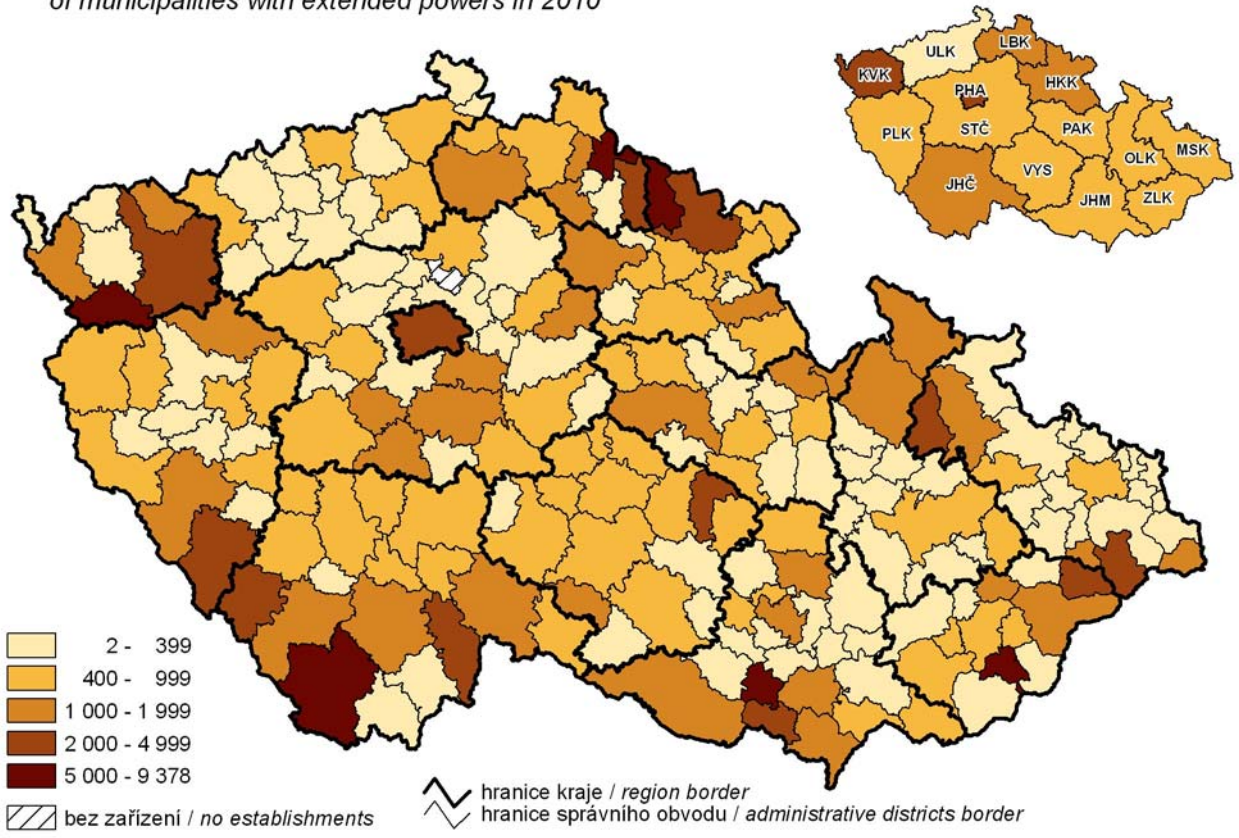 of municipalities with extended powers in 2010
ULK
LBK
KVK
HKK
PHA
PLK
STČ
PAK
MSK
OLK
VYS
JHČ
ZLK
JHM
2 - 399
400 - 999
1 000 - 1 999
2 000 - 4 999
5 000 - 9 378
bez zařízení / no establishments
hranice kraje / region border
hranice správního obvodu / administrative districts border